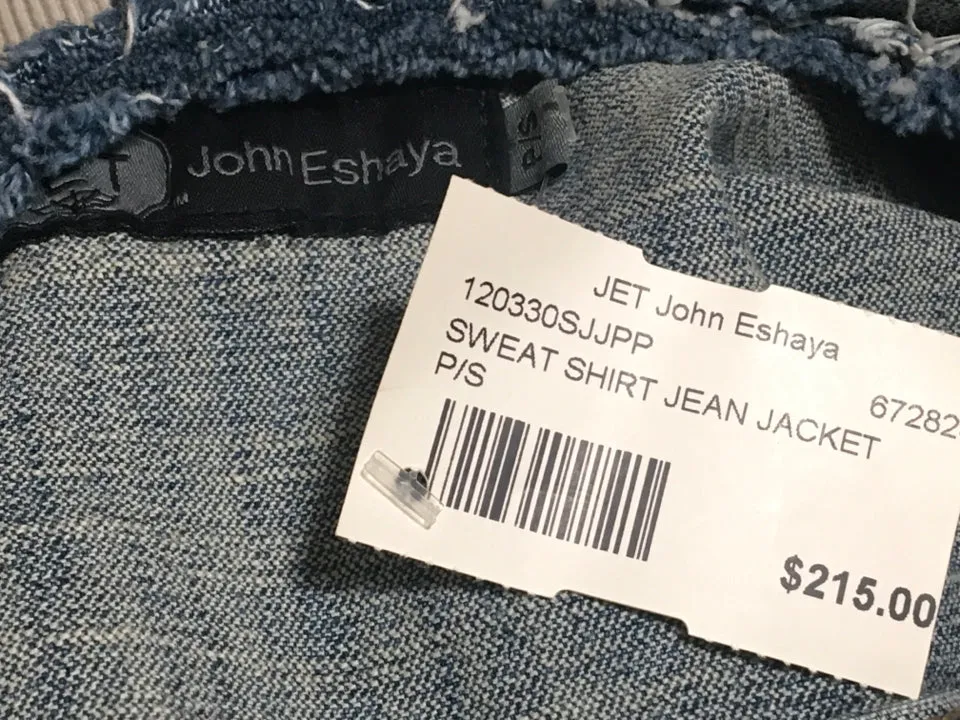 T
John Eshaya
P/S
JET John Eshaya
120330SJJPP
67282
SWEAT SHIRT JEAN JACKET
P/S
$215.00